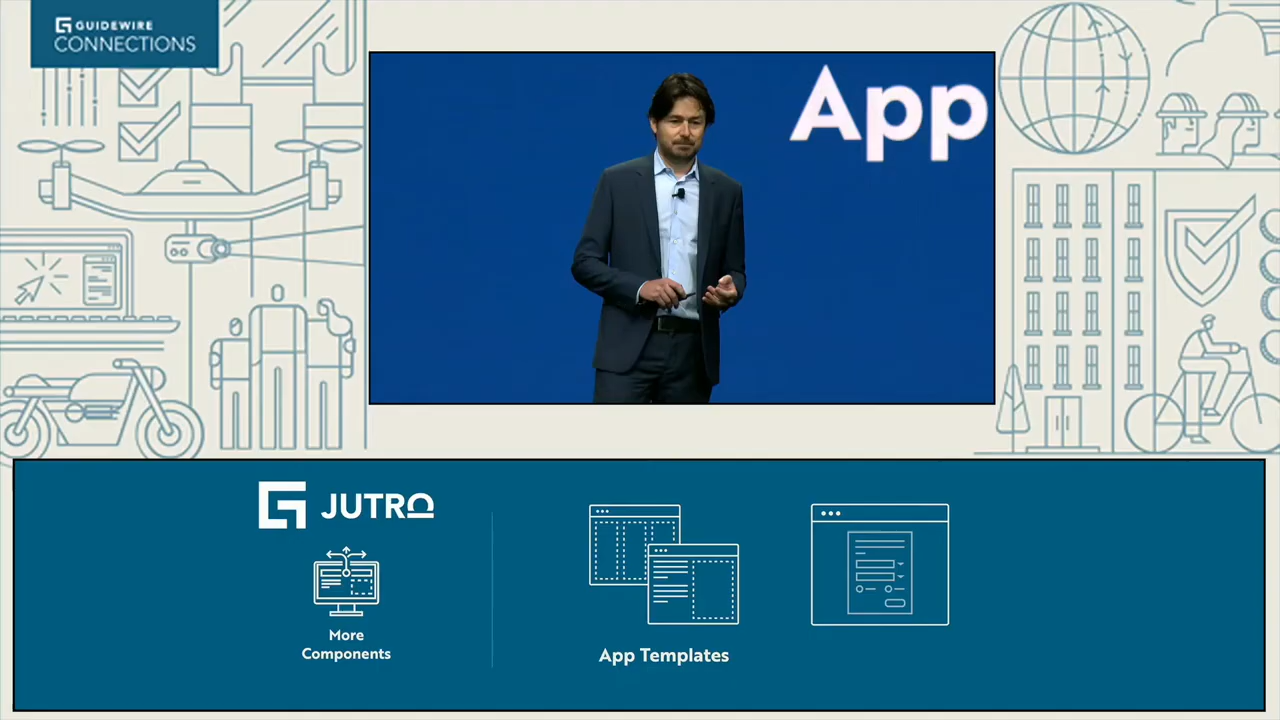 GUIDEWIRE
CONNECTIONS
App
JUTRO
More
Components
App Templates